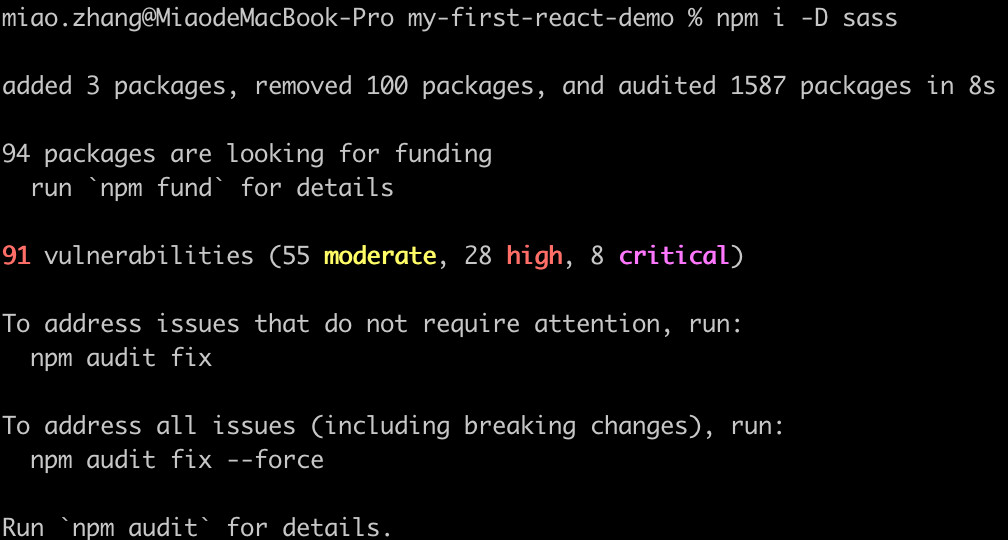 miao.zhang@MiaodeMacBook-Pro my-first-react-demo % npm i -D sass
added 3 packages, removed 100 packages, and audited 1587 packages in 8s
94 packages are looking for funding
  run `npm fund` for details
91 vulnerabilities (55 moderate, 28 high, 8 critical)
To address issues that do not require attention, run:
  npm audit fix
To address all issues (including breaking changes), run:
  npm audit fix --force
Run `npm audit` for details.